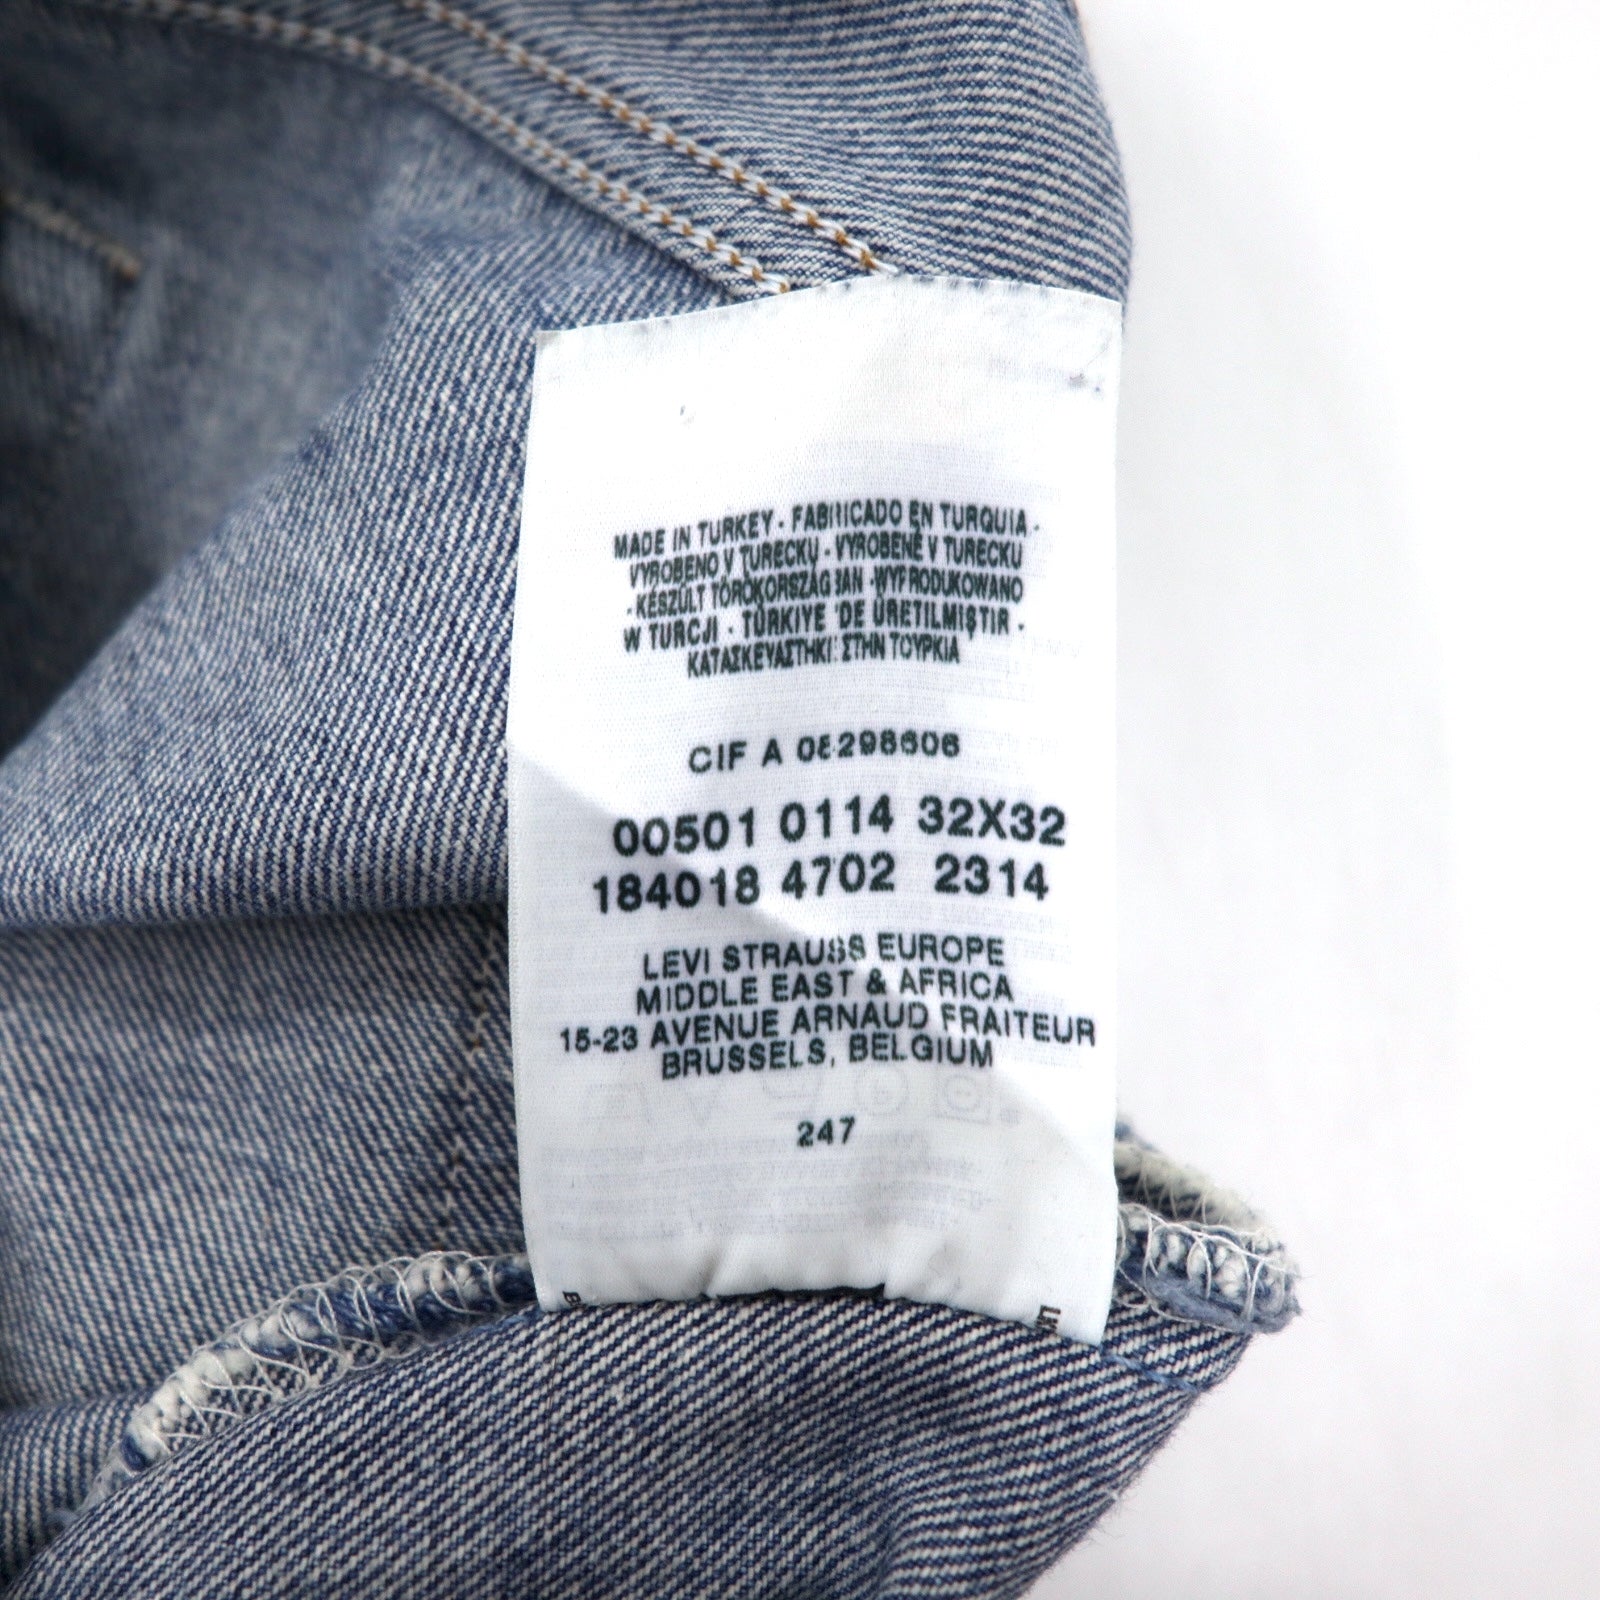 MADE IN TURKEY - FABRICADO EN TURQUIA -
VYROBENO V TURECKU - VYROBENÉ V TURECKU
- KÉSZÜLT TÖRÖKORSZÁGBAN - WYPRODUKOWANO
W TURCJI - TÜRKIYE DE ÜRETILMIŞTIR -
ΚΑΤΑΣΚΕΥΑΣΤΗΚΕ ΣΤΗΝ ΤΟΥΡΚΙΑ
CIF A 08298606
00501 0114 32X32
184018 4702 2314
LEVI STRAUSS EUROPE
MIDDLE EAST & AFRICA
15-23 AVENUE ARNAUD FRAITEUR
BRUSSELS, BELGIUM
247